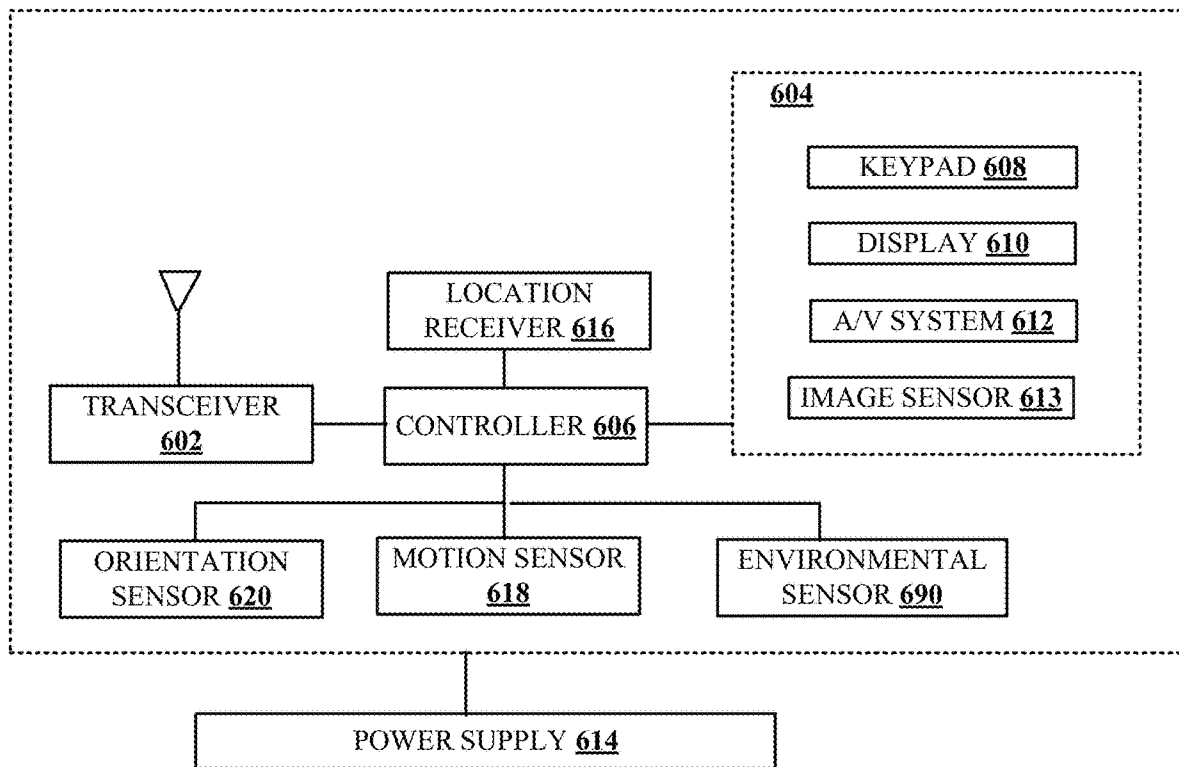 604
KEYPAD 608
DISPLAY 610
A/V SYSTEM 612
IMAGE SENSOR 613
LOCATION
RECEIVER 616
TRANSCEIVER
602
CONTROLLER 606
ORIENTATION
SENSOR 620
MOTION SENSOR
618
ENVIRONMENTAL
SENSOR 690
POWER SUPPLY 614